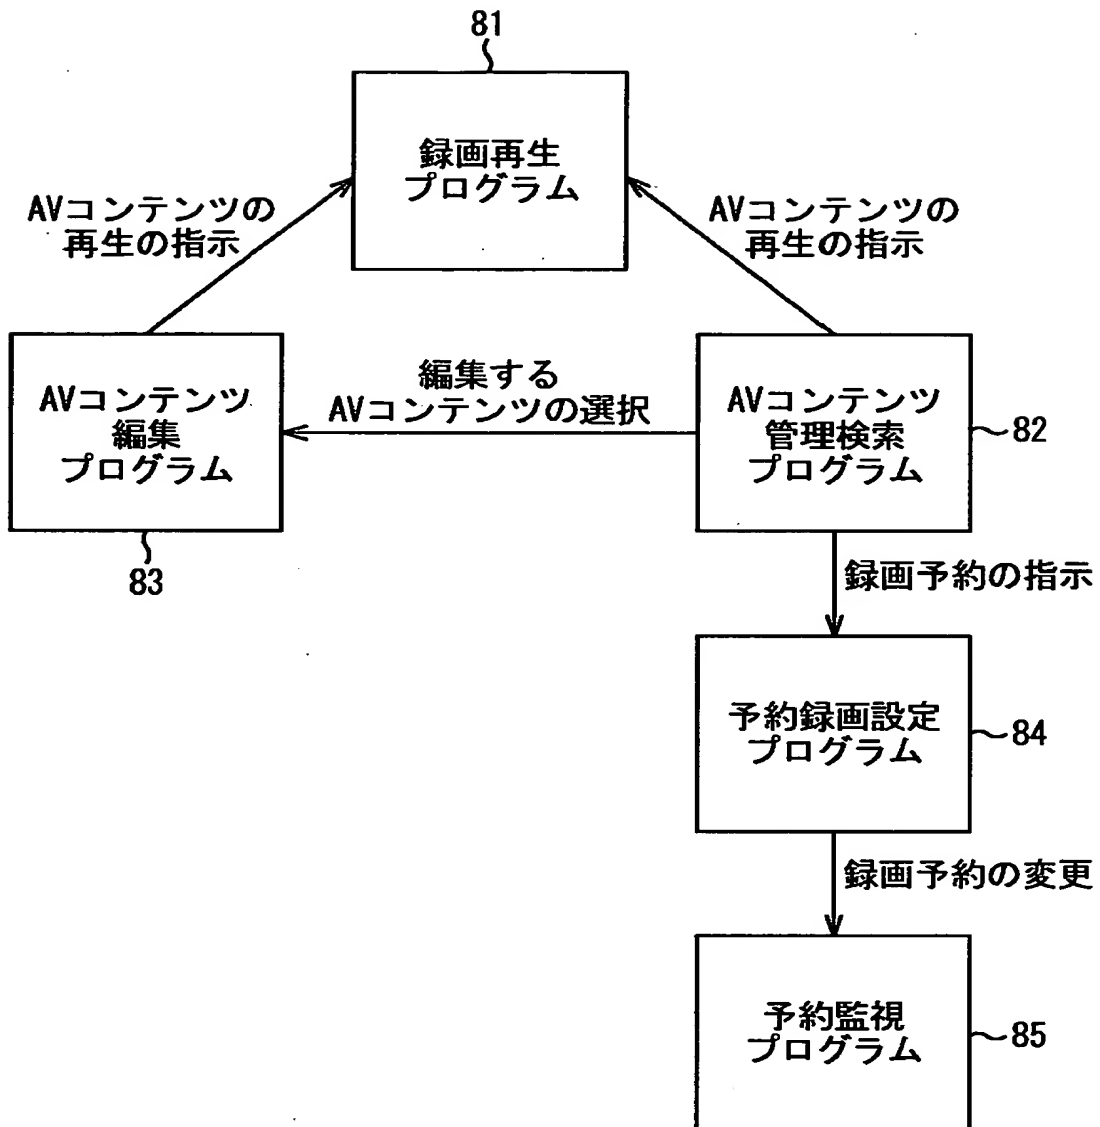 81
録画再生
プログラム
AVコンテンツの
再生の指示
AVコンテンツの
再生の指示
AVコンテンツ
編集
プログラム
83
編集する
AVコンテンツの選択
AVコンテンツ
管理検索
プログラム
82
録画予約の指示
予約録画設定
プログラム
84
録画予約の変更
予約監視
プログラム
85